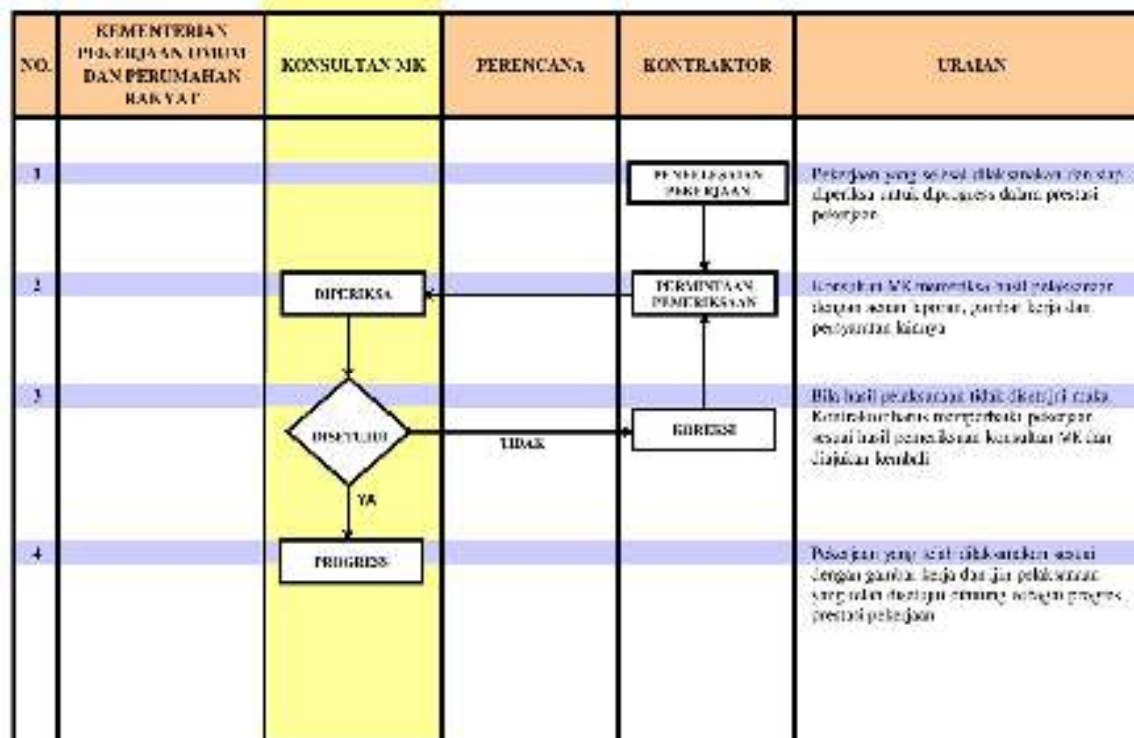 NO.
KEMENTERIAN
PEKERJAAN UMUM
DAN PERUMAHAN
RAKYAT
KONSULTAN MK
PERENCANA
KONTRAKTOR
URAIAN
1
PENYELESAIAN
PEKERJAAN
Pekerjaan yang selesai dilaksanakan dan siap
diperiksa untuk diprogress dalam prestasi
pekerjaan
2
DIPERIKSA
PERMINTAAN
PEMERIKSAAN
Konsultan MK memeriksa hasil pelaksanaan
dengan sesuai laporan, gambar kerja dan
persyaratan lainnya
3
DISETUJUI
TIDAK
KOREKSI
Bila hasil pelaksanaan tidak disetujui maka
Kontraktor harus memperbaiki pekerjaan
sesuai hasil pemeriksaan konsultan MK dan
diajukan kembali
YA
4
PROGRESS
Pekerjaan yang telah dilaksanakan sesuai
dengan gambar kerja dan ijin pelaksanaan
yang telah disetujui dihitung sebagai progres
prestasi pekerjaan